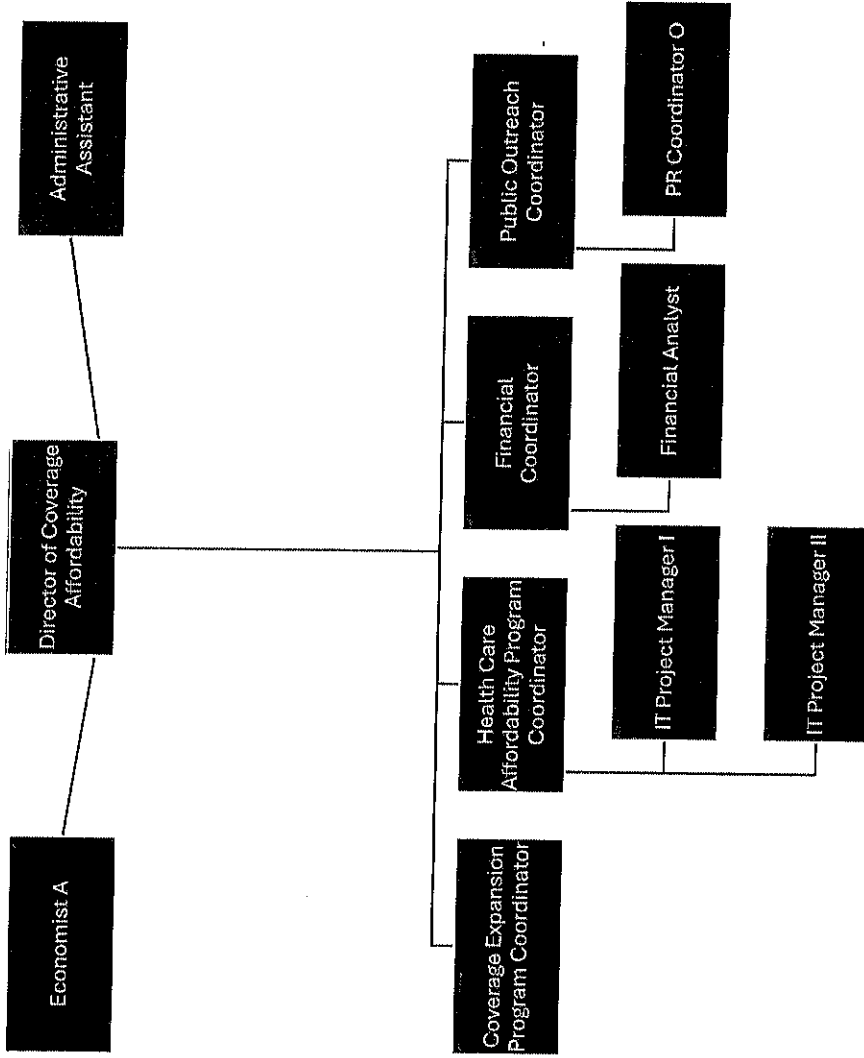 Economist A
Director of Coverage
Affordability
Administrative
Assistant
Coverage Expansion
Program Coordinator
Health Care
Affordability Program
Coordinator
Financial
Coordinator
Public Outreach
Coordinator
IT Project Manager I
Financial Analyst
PR Coordinator O
IT Project Manager II